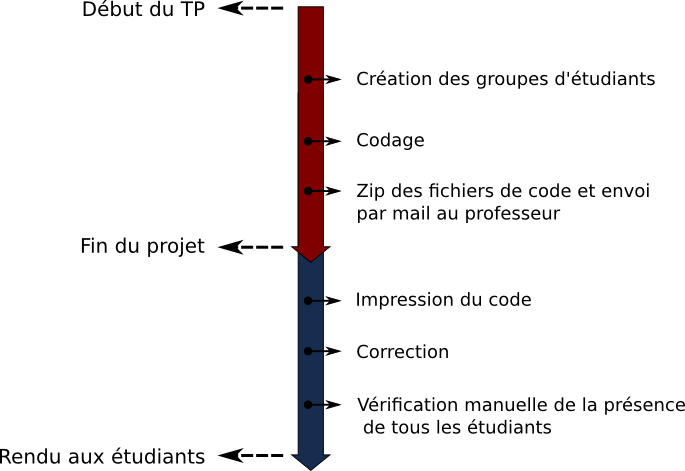 Début du TP
Création des groupes d'étudiants
Codage
Zip des fichiers de code et envoi
par mail au professeur
Fin du projet
Impression du code
Correction
Vérification manuelle de la présence
de tous les étudiants
Rendu aux étudiants